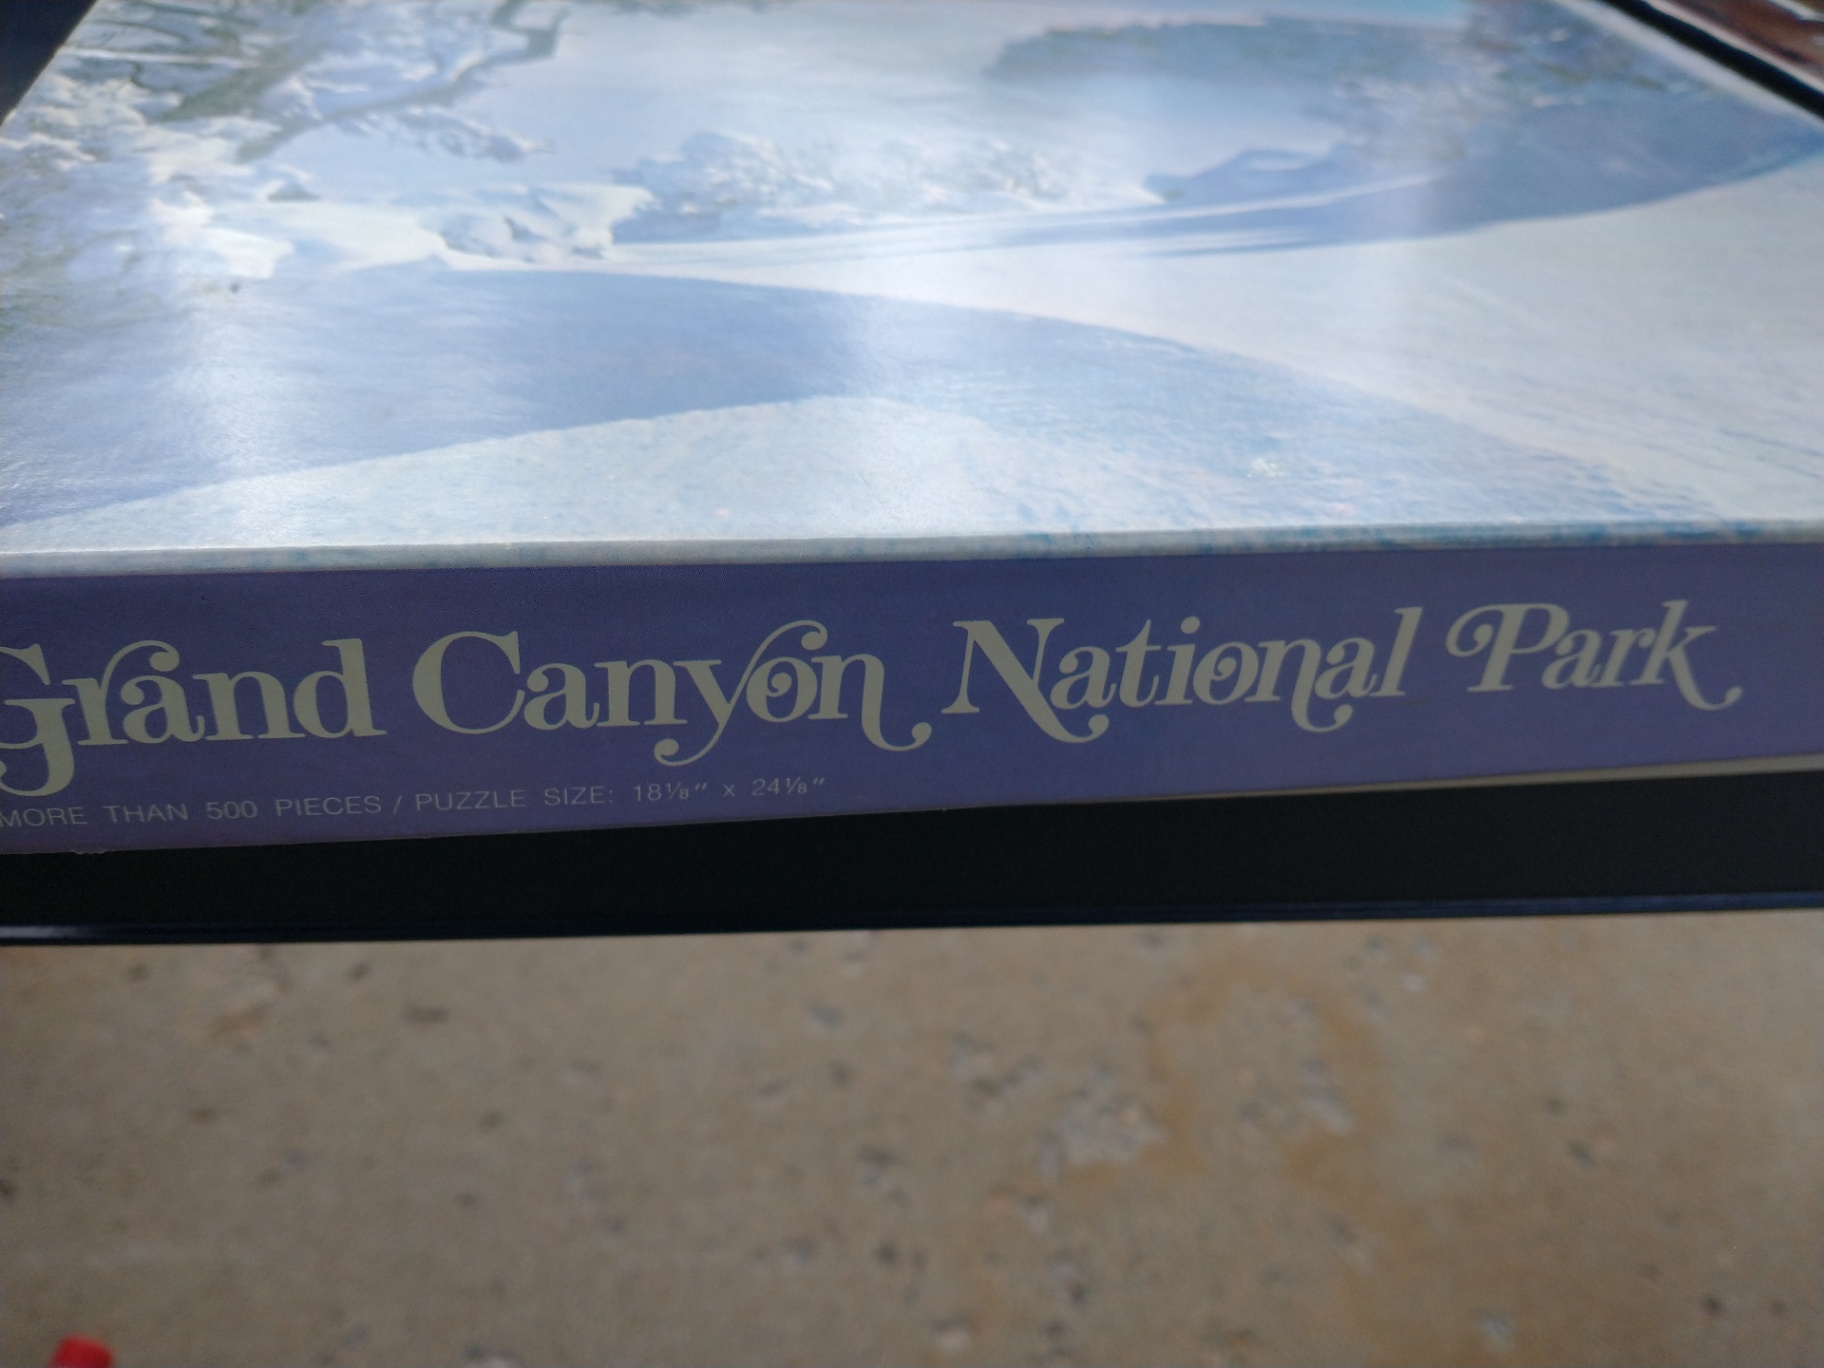 Grand Canyon National Park
MORE THAN 500 PIECES / PUZZLE SIZE: 18⅛" x 24⅛"